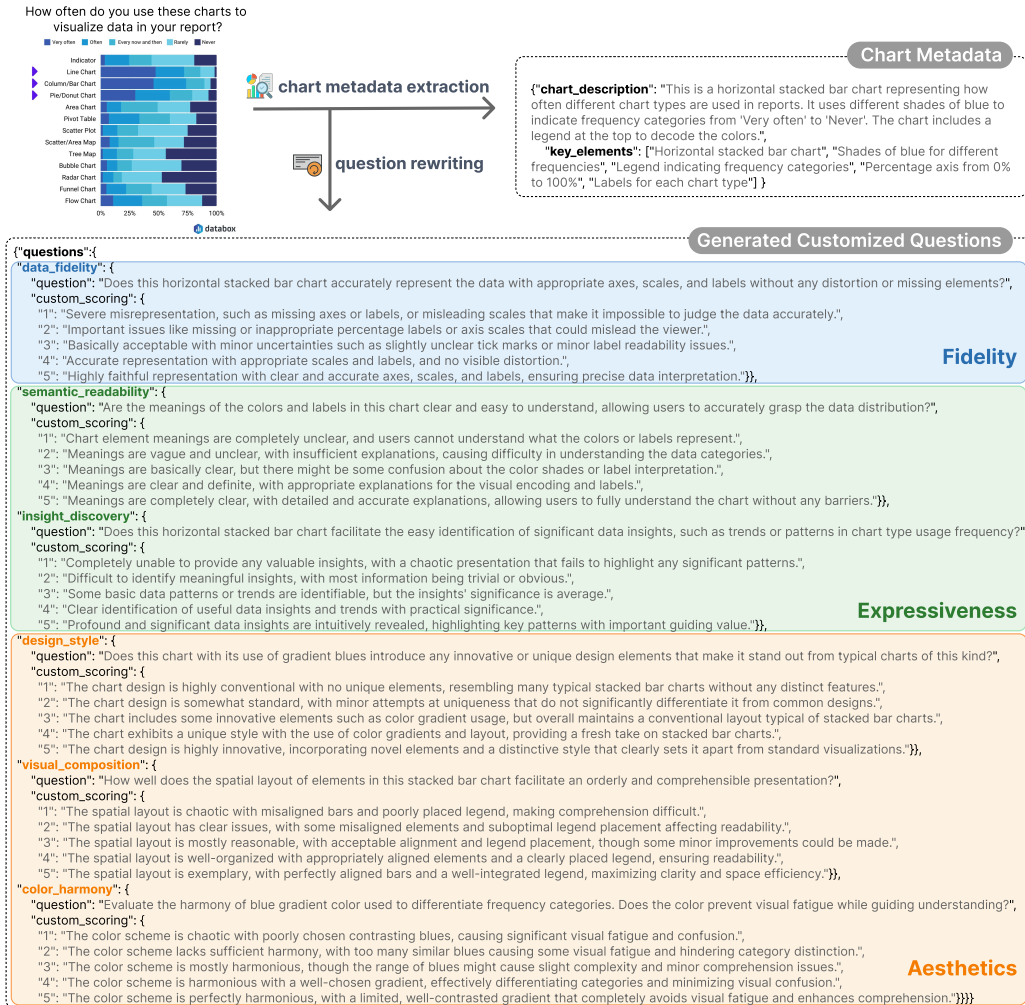 How often do you use these charts to
visualize data in your report?
Very often Often Every now and then Rarely Never
Indicator
Line Chart
Column/Bar Chart
Pie/Donut Chart
Area Chart
Pivot Table
Scatter Plot
Scatter/Area Map
Tree Map
Bubble Chart
Radar Chart
Funnel Chart
Flow Chart
0% 25% 50% 75% 100%
databox
chart metadata extraction
question rewriting
Chart Metadata
{"chart_description": "This is a horizontal stacked bar chart representing how
often different chart types are used in reports. It uses different shades of blue to
indicate frequency categories from 'Very often' to 'Never'. The chart includes a
legend at the top to decode the colors.",
"key_elements": ["Horizontal stacked bar chart", "Shades of blue for different
frequencies", "Legend indicating frequency categories", "Percentage axis from 0%
to 100%", "Labels for each chart type"] }
Generated Customized Questions
{"questions":{
"data_fidelity": {
"question": "Does this horizontal stacked bar chart accurately represent the data with appropriate axes, scales, and labels without any distortion or missing elements?",
"custom_scoring": {
"1": "Severe misrepresentation, such as missing axes or labels, or misleading scales that make it impossible to judge the data accurately.",
"2": "Important issues like missing or inappropriate percentage labels or axis scales that could mislead the viewer.",
"3": "Basically acceptable with minor uncertainties such as slightly unclear tick marks or minor label readability issues.",
"4": "Accurate representation with appropriate scales and labels, and no visible distortion.",
"5": "Highly faithful representation with clear and accurate axes, scales, and labels, ensuring precise data interpretation."}},
Fidelity
"semantic_readability": {
"question": "Are the meanings of the colors and labels in this chart clear and easy to understand, allowing users to accurately grasp the data distribution?",
"custom_scoring": {
"1": "Chart element meanings are completely unclear, and users cannot understand what the colors or labels represent.",
"2": "Meanings are vague and unclear, with insufficient explanations, causing difficulty in understanding the data categories.",
"3": "Meanings are basically clear, but there might be some confusion about the color shades or label interpretation.",
"4": "Meanings are clear and definite, with appropriate explanations for the visual encoding and labels.",
"5": "Meanings are completely clear, with detailed and accurate explanations, allowing users to fully understand the chart without any barriers."}},
"insight_discovery": {
"question": "Does this horizontal stacked bar chart facilitate the easy identification of significant data insights, such as trends or patterns in chart type usage frequency?"
"custom_scoring": {
"1": "Completely unable to provide any valuable insights, with a chaotic presentation that fails to highlight any significant patterns.",
"2": "Difficult to identify meaningful insights, with most information being trivial or obvious.",
"3": "Some basic data patterns or trends are identifiable, but the insights' significance is average.",
"4": "Clear identification of useful data insights and trends with practical significance.",
"5": "Profound and significant data insights are intuitively revealed, highlighting key patterns with important guiding value."}},
Expressiveness
"design_style": {
"question": "Does this chart with its use of gradient blues introduce any innovative or unique design elements that make it stand out from typical charts of this kind?",
"custom_scoring": {
"1": "The chart design is highly conventional with no unique elements, resembling many typical stacked bar charts without any distinct features.",
"2": "The chart design is somewhat standard, with minor attempts at uniqueness that do not significantly differentiate it from common designs.",
"3": "The chart includes some innovative elements such as color gradient usage, but overall maintains a conventional layout typical of stacked bar charts.",
"4": "The chart exhibits a unique style with the use of color gradients and layout, providing a fresh take on stacked bar charts.",
"5": "The chart design is highly innovative, incorporating novel elements and a distinctive style that clearly sets it apart from standard visualizations."}},
"visual_composition": {
"question": "How well does the spatial layout of elements in this stacked bar chart facilitate an orderly and comprehensible presentation?",
"custom_scoring": {
"1": "The spatial layout is chaotic with misaligned bars and poorly placed legend, making comprehension difficult.",
"2": "The spatial layout has clear issues, with some misaligned elements and suboptimal legend placement affecting readability.",
"3": "The spatial layout is mostly reasonable, with acceptable alignment and legend placement, though some minor improvements could be made.",
"4": "The spatial layout is well-organized with appropriately aligned elements and a clearly placed legend, ensuring readability.",
"5": "The spatial layout is exemplary, with perfectly aligned bars and a well-integrated legend, maximizing clarity and space efficiency."}},
"color_harmony": {
"question": "Evaluate the harmony of blue gradient color used to differentiate frequency categories. Does the color prevent visual fatigue while guiding understanding?",
"custom_scoring": {
"1": "The color scheme is chaotic with poorly chosen contrasting blues, causing significant visual fatigue and confusion.",
"2": "The color scheme lacks sufficient harmony, with too many similar blues causing some visual fatigue and hindering category distinction.",
"3": "The color scheme is mostly harmonious, though the range of blues might cause slight complexity and minor comprehension issues.",
"4": "The color scheme is harmonious with a well-chosen gradient, effectively differentiating categories and minimizing visual confusion.",
"5": "The color scheme is perfectly harmonious, with a limited, well-contrasted gradient that completely avoids visual fatigue and enhances comprehension."}}}}
Aesthetics